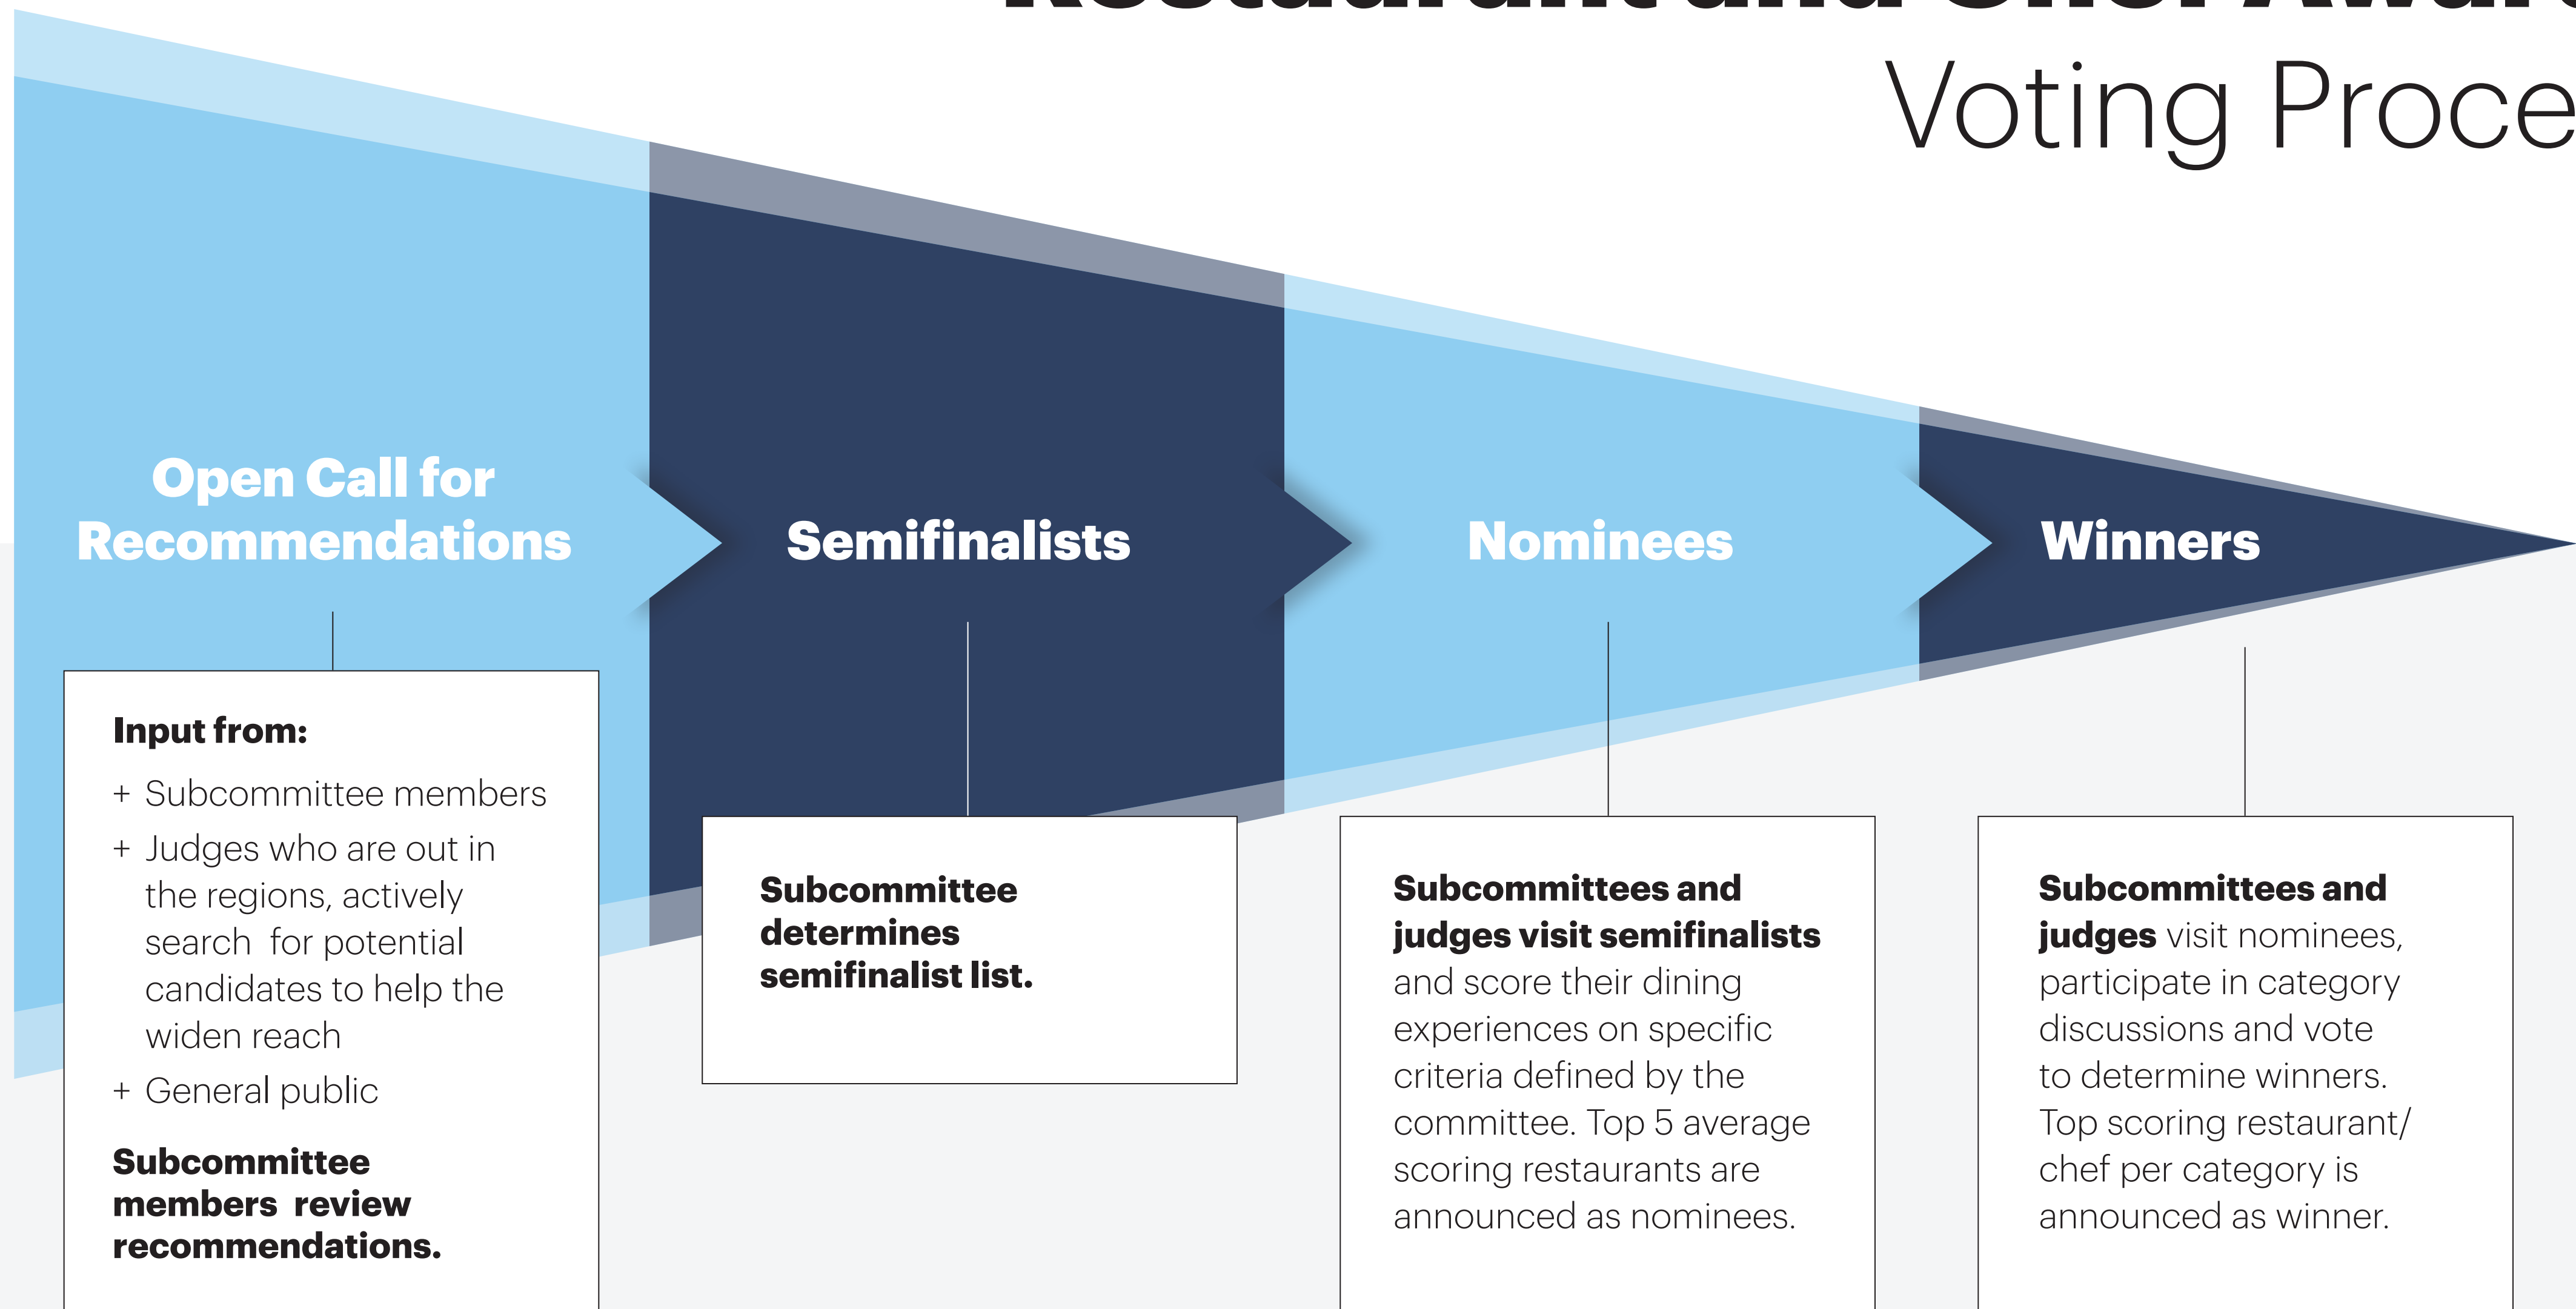 Restaurant and Chef Awar
Voting Proce
Open Call for
Recommendations
Semifinalists
Nominees
Winners
Input from:
+ Subcommittee members
+ Judges who are out in
the regions, actively
search  for potential
candidates to help the
widen reach
+ General public
Subcommittee
members  review
recommendations.
Subcommittee
determines
semifinalist list.
Subcommittees and
judges visit semifinalists
and score their dining
experiences on specific
criteria defined by the
committee. Top 5 average
scoring restaurants are
announced as nominees.
Subcommittees and
judges visit nominees,
participate in category
discussions and vote
to determine winners.
Top scoring restaurant/
chef per category is
announced as winner.